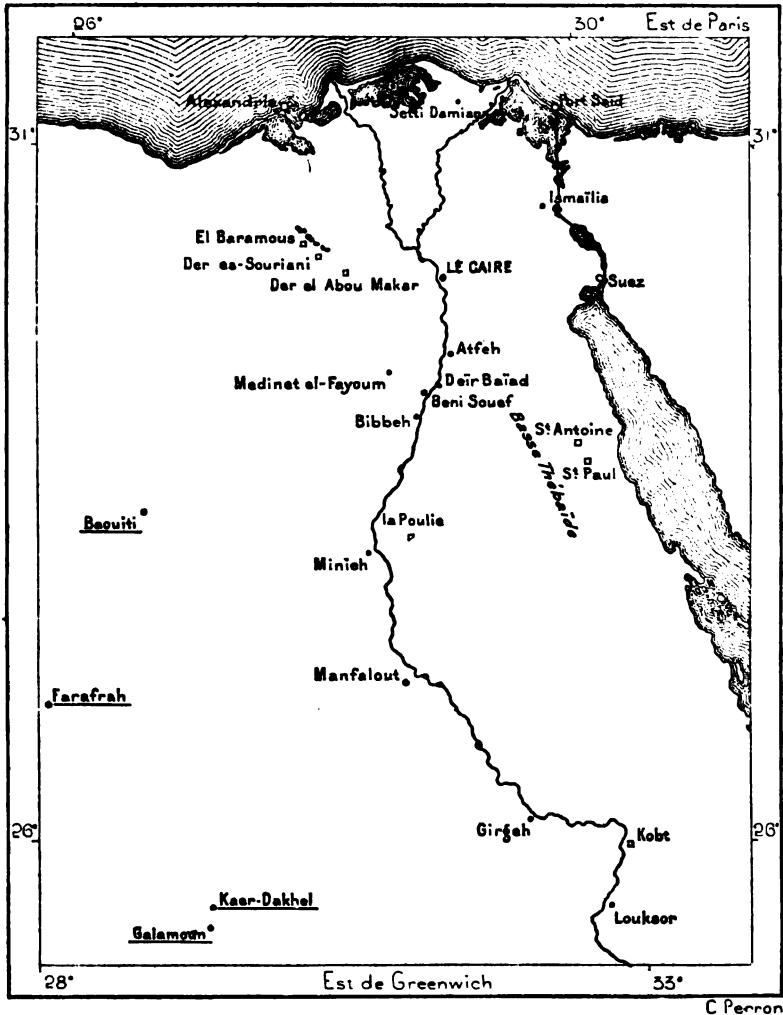 26° 30° Est de Paris
Alexandrie Port Said
Setti Damian
31° 31°
Ismaïlia
El Baramous
Der es-Souriani
LE CAIRE
Der el Abou Makar
Suez
Atfeh
Medinet el-Fayoum
Deïr Baïad
Beni Souef
Bibbeh
St Antoine
St Paul
Basse Thébaïde
Baouiti
la Poulie
Minieh
Manfalout
Farafrah
Girgeh
26° 26°
Kobt
Kasr-Dakhel
Galamoun
Louksor
28° Est de Greenwich 33°
C Perron